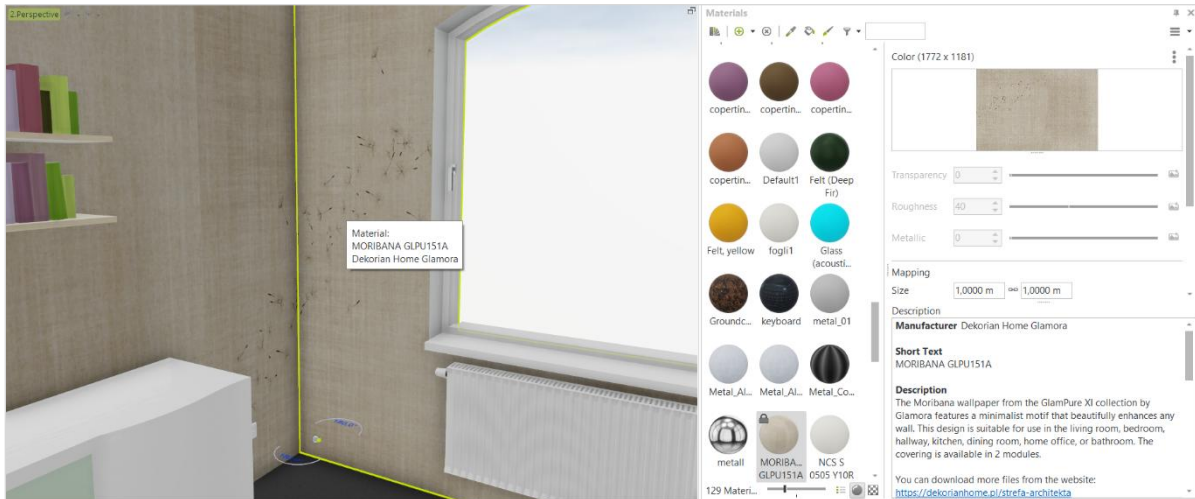 2.Perspective
Material:
MORIBANA GLPU151A
Dekorian Home Glamora
Materials
copertin... copertin... copertin...
copertin... Default1 Felt (Deep
Fir)
Felt, yellow fogli1 Glass
(acousti...
Groundc... keyboard metal_01
Metal_Al... Metal_Al... Metal_Co...
metall MORIBA... NCS S
GLPU151A 0505 Y10R
129 Materi...
Color (1772 x 1181)
Transparency 0
Roughness 40
Metallic 0
Mapping
Size 1,0000 m 1,0000 m
Description
Manufacturer Dekorian Home Glamora
Short Text
MORIBANA GLPU151A
Description
The Moribana wallpaper from the GlamPure XI collection by
Glamora features a minimalist motif that beautifully enhances any
wall. This design is suitable for use in the living room, bedroom,
hallway, kitchen, dining room, home office, or bathroom. The
covering is available in 2 modules.
You can download more files from the website:
https://dekorianhome.pl/strefa-architekta